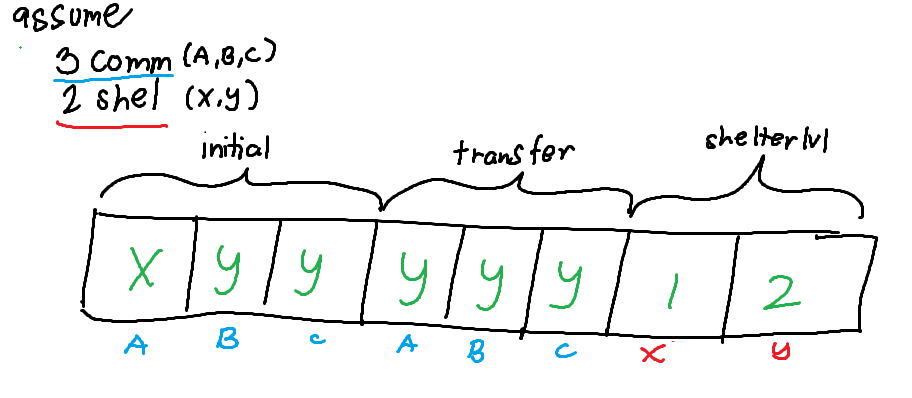 assume
3 comm (A,B,C)
2 shel (x,y)
initial transfer shelter lvl
x y y y y y 1 2
A B C A B C x y